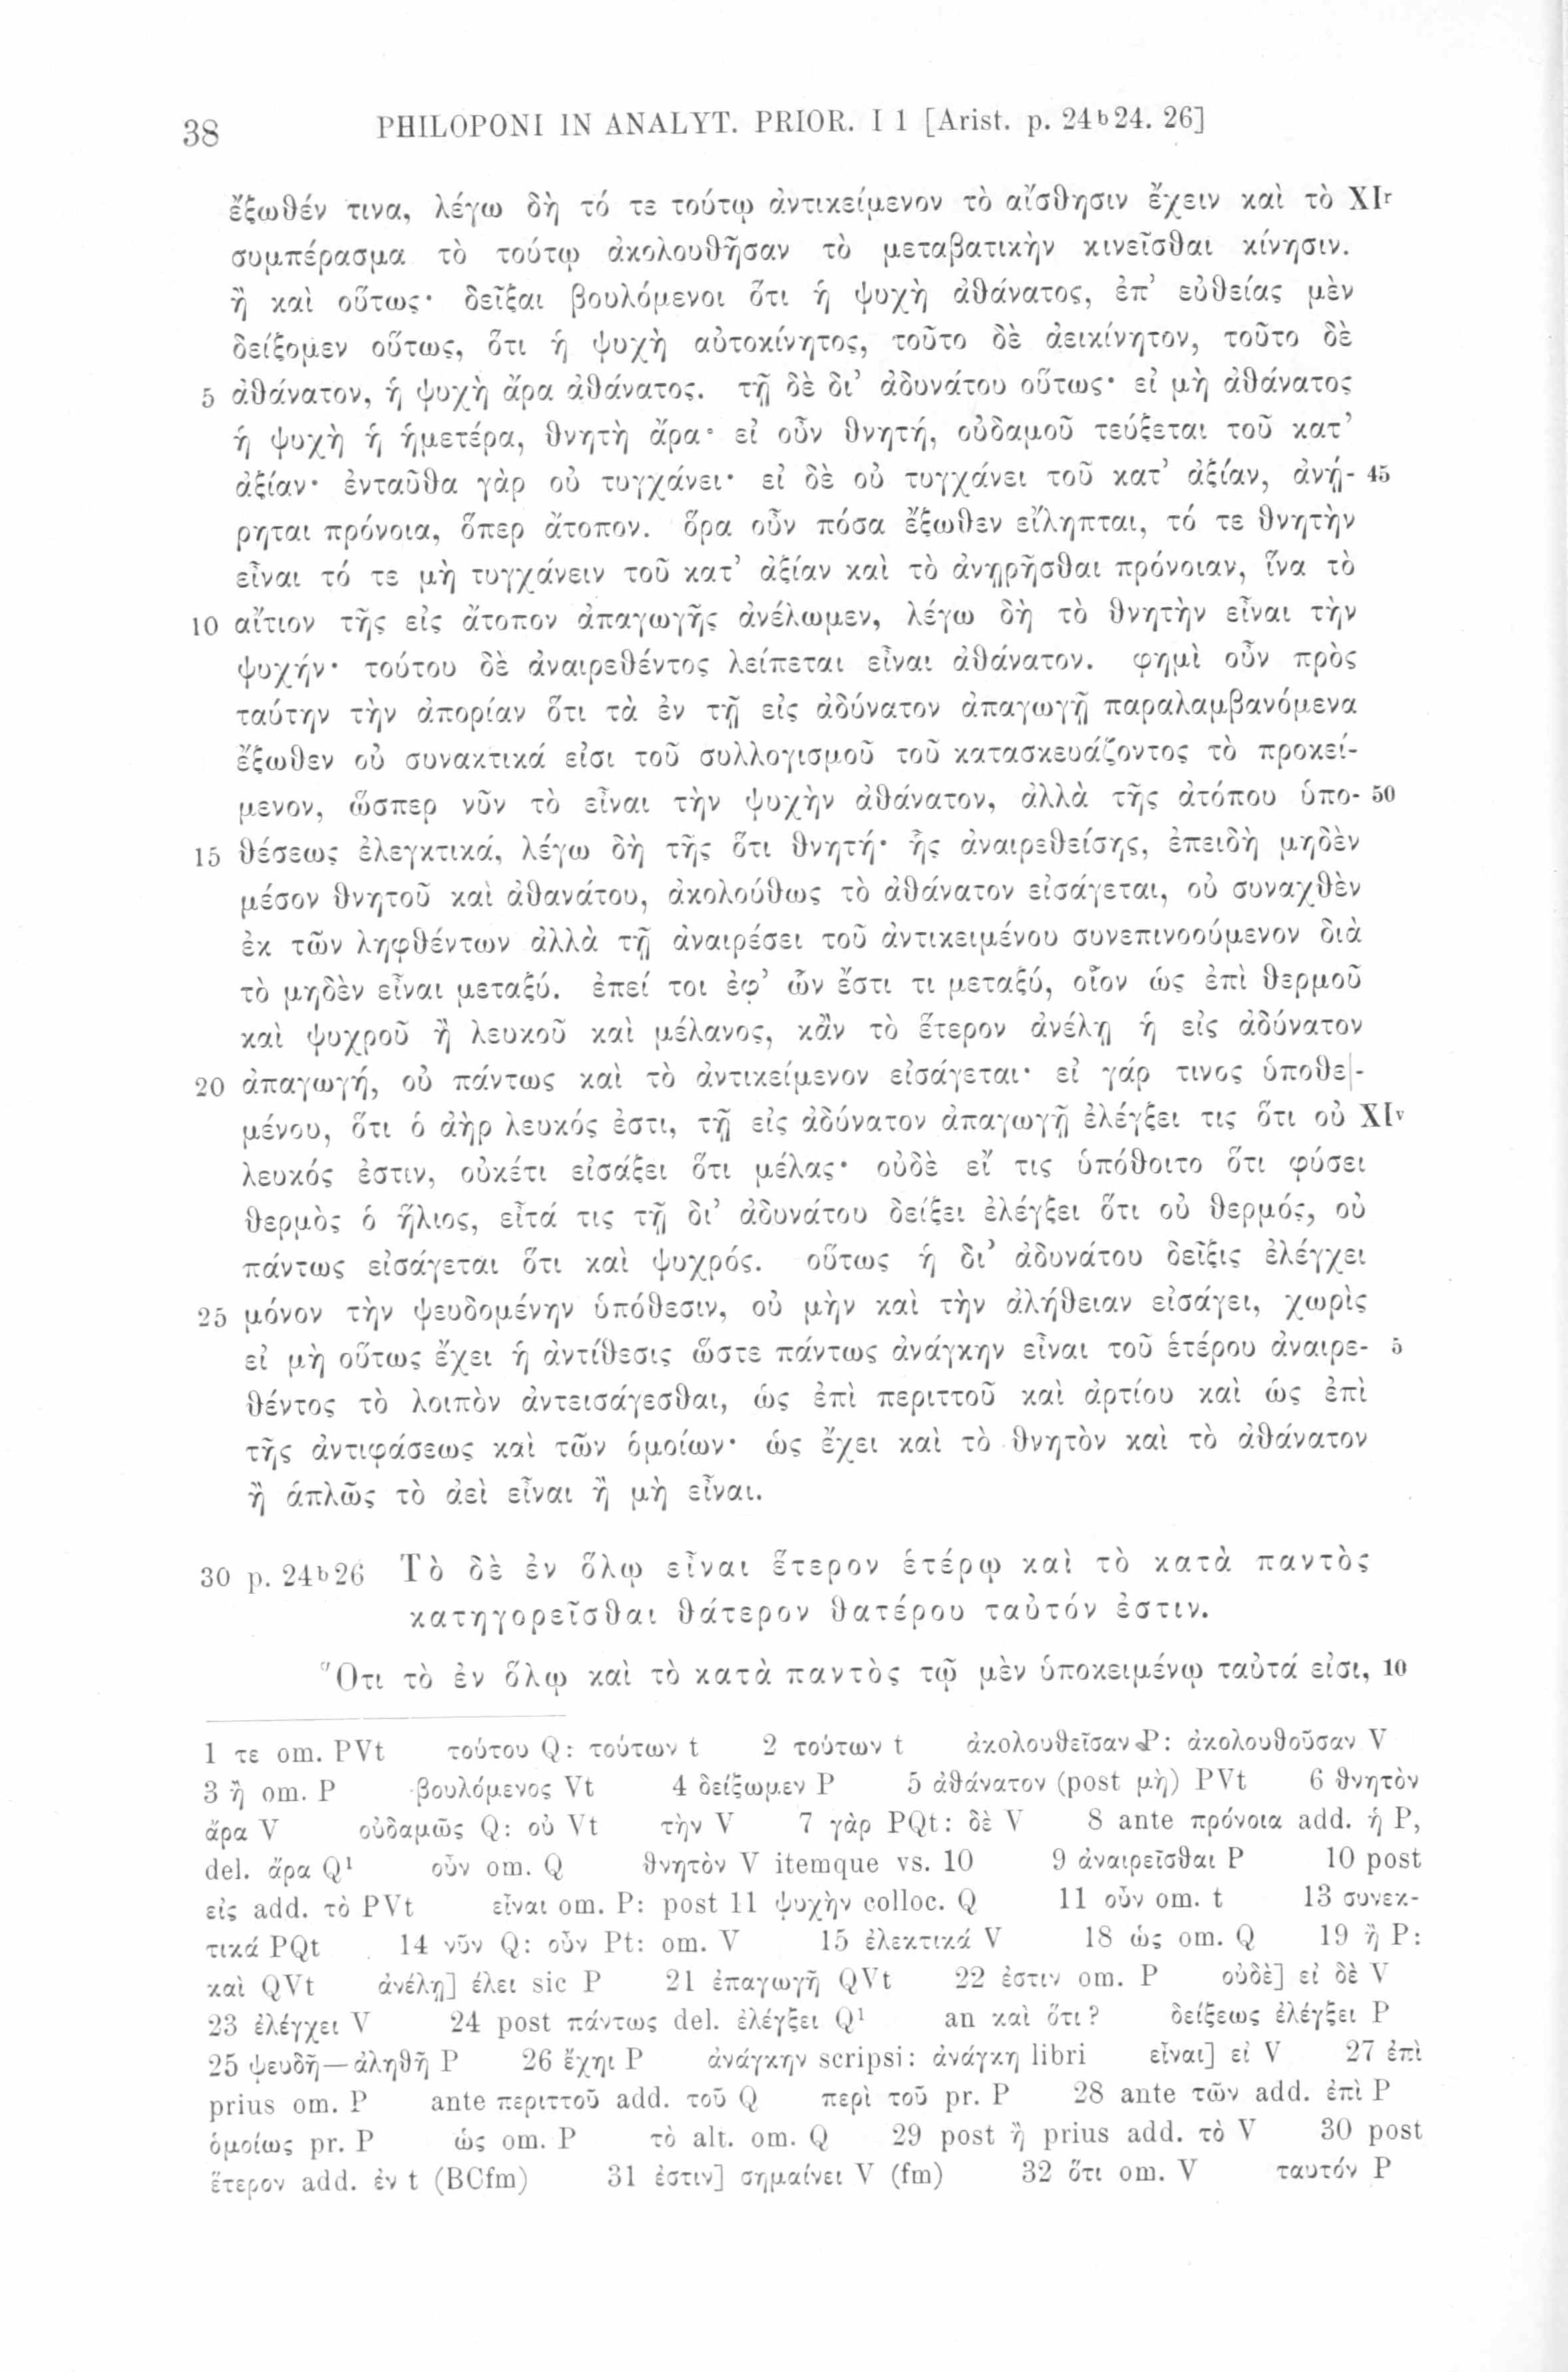 38 PHILOPONI IN ANALYT. PRIOR. I 1 [Arist. p. 24ᵇ24. 26]
ἔξωθέν τινα, λέγω δὴ τό τε τούτῳ ἀντικείμενον τὸ αἴσθησιν ἔχειν καὶ τὸ XIʳ
συμπέρασμα τὸ τούτῳ ἀκολουθῆσαν τὸ μεταβατικὴν κινεῖσθαι κίνησιν.
ἢ καὶ οὕτως· δεῖξαι βουλόμενοι ὅτι ἡ ψυχὴ ἀθάνατος, ἐπ’ εὐθείας μὲν
δείξομεν οὕτως, ὅτι ἡ ψυχὴ αὐτοκίνητος, τοῦτο δὲ ἀεικίνητον, τοῦτο δὲ
5 ἀθάνατον, ἡ ψυχὴ ἄρα ἀθάνατος. τῇ δὲ δι’ ἀδυνάτου οὕτως· εἰ μὴ ἀθάνατος
ἡ ψυχὴ ἡ ἡμετέρα, θνητὴ ἄρα· εἰ οὖν θνητή, οὐδαμοῦ τεύξεται τοῦ κατ’
ἀξίαν· ἐνταῦθα γὰρ οὐ τυγχάνει· εἰ δὲ οὐ τυγχάνει τοῦ κατ’ ἀξίαν, ἀνῄ- 45
ρηται πρόνοια, ὅπερ ἄτοπον. ὅρα οὖν πόσα ἔξωθεν εἴληπται, τό τε θνητὴν
εἶναι τό τε μὴ τυγχάνειν τοῦ κατ’ ἀξίαν καὶ τὸ ἀνῃρῆσθαι πρόνοιαν, ἵνα τὸ
10 αἴτιον τῆς εἰς ἄτοπον ἀπαγωγῆς ἀνέλωμεν, λέγω δὴ τὸ θνητὴν εἶναι τὴν
ψυχήν· τούτου δὲ ἀναιρεθέντος λείπεται εἶναι ἀθάνατον. φημὶ οὖν πρὸς
ταύτην τὴν ἀπορίαν ὅτι τὰ ἐν τῇ εἰς ἀδύνατον ἀπαγωγῇ παραλαμβανόμενα
ἔξωθεν οὐ συνακτικά εἰσι τοῦ συλλογισμοῦ τοῦ κατασκευάζοντος τὸ προκεί-
μενον, ὥσπερ νῦν τὸ εἶναι τὴν ψυχὴν ἀθάνατον, ἀλλὰ τῆς ἀτόπου ὑπο- 50
15 θέσεως ἐλεγκτικά, λέγω δὴ τῆς ὅτι θνητή· ἧς ἀναιρεθείσης, ἐπειδὴ μηδὲν
μέσον θνητοῦ καὶ ἀθανάτου, ἀκολούθως τὸ ἀθάνατον εἰσάγεται, οὐ συναχθὲν
ἐκ τῶν ληφθέντων ἀλλὰ τῇ ἀναιρέσει τοῦ ἀντικειμένου συνεπινοούμενον διὰ
τὸ μηδὲν εἶναι μεταξύ. ἐπεί τοι ἐφ’ ὧν ἔστι τι μεταξύ, οἷον ὡς ἐπὶ θερμοῦ
καὶ ψυχροῦ ἢ λευκοῦ καὶ μέλανος, κἂν τὸ ἕτερον ἀνέλῃ ἡ εἰς ἀδύνατον
20 ἀπαγωγή, οὐ πάντως καὶ τὸ ἀντικείμενον εἰσάγεται· εἰ γάρ τινος ὑποθε|-
μένου, ὅτι ὁ ἀὴρ λευκός ἐστι, τῇ εἰς ἀδύνατον ἀπαγωγῇ ἐλέγξει τις ὅτι οὐ XIᵛ
λευκός ἐστιν, οὐκέτι εἰσάξει ὅτι μέλας· οὐδὲ εἴ τις ὑπόθοιτο ὅτι φύσει
θερμὸς ὁ ἥλιος, εἶτά τις τῇ δι’ ἀδυνάτου δείξει ἐλέγξει ὅτι οὐ θερμός, οὐ
πάντως εἰσάγεται ὅτι καὶ ψυχρός. οὕτως ἡ δι’ ἀδυνάτου δεῖξις ἐλέγχει
25 μόνον τὴν ψευδομένην ὑπόθεσιν, οὐ μὴν καὶ τὴν ἀλήθειαν εἰσάγει, χωρὶς
εἰ μὴ οὕτως ἔχει ἡ ἀντίθεσις ὥστε πάντως ἀνάγκην εἶναι τοῦ ἑτέρου ἀναιρε- 5
θέντος τὸ λοιπὸν ἀντεισάγεσθαι, ὡς ἐπὶ περιττοῦ καὶ ἀρτίου καὶ ὡς ἐπὶ
τῆς ἀντιφάσεως καὶ τῶν ὁμοίων· ὡς ἔχει καὶ τὸ θνητὸν καὶ τὸ ἀθάνατον
ἢ ἁπλῶς τὸ ἀεὶ εἶναι ἢ μὴ εἶναι.
30 p. 24ᵇ26 Τὸ δὲ ἐν ὅλῳ εἶναι ἕτερον ἑτέρῳ καὶ τὸ κατὰ παντὸς
κατηγορεῖσθαι θάτερον θατέρου ταὐτόν ἐστιν.
Ὅτι τὸ ἐν ὅλῳ καὶ τὸ κατὰ παντὸς τῷ μὲν ὑποκειμένῳ ταὐτά εἰσι, 10
1 τε om. PVt τούτου Q: τούτων t 2 τούτων t ἀκολουθεῖσαν P: ἀκολουθοῦσαν V
3 ἢ om. P βουλόμενος Vt 4 δείξωμεν P 5 ἀθάνατον (post μὴ) PVt 6 θνητὸν
ἄρα V οὐδαμῶς Q: οὐ Vt τὴν V 7 γὰρ PQt: δὲ V 8 ante πρόνοια add. ἡ P,
del. ἄρα Q¹ οὖν om. Q θνητὸν V itemque vs. 10 9 ἀναιρεῖσθαι P 10 post
εἰς add. τὸ PVt εἶναι om. P: post 11 ψυχὴν colloc. Q 11 οὖν om. t 13 συνεκ-
τικά PQt 14 νῦν Q: οὖν Pt: om. V 15 ἐλεκτικά V 18 ὡς om. Q 19 ἢ P:
καὶ QVt ἀνέλῃ] ἑλει sic P 21 ἐπαγωγῇ QVt 22 ἐστιν om. P οὐδὲ] εἰ δὲ V
23 ἐλέγχει V 24 post πάντως del. ἐλέγξει Q¹ an καὶ ὅτι? δείξεως ἐλέγξει P
25 ψευδῆ—ἀληθῆ P 26 ἔχῃι P ἀνάγκην scripsi: ἀνάγκη libri εἶναι] εἰ V 27 ἐπὶ
prius om. P ante περιττοῦ add. τοῦ Q περὶ τοῦ pr. P 28 ante τῶν add. ἐπὶ P
ὁμοίως pr. P ὡς om. P τὸ alt. om. Q 29 post ἢ prius add. τὸ V 30 post
ἕτερον add. ἐν t (BCfm) 31 ἐστιν] σημαίνει V (fm) 32 ὅτι om. V ταυτόν P